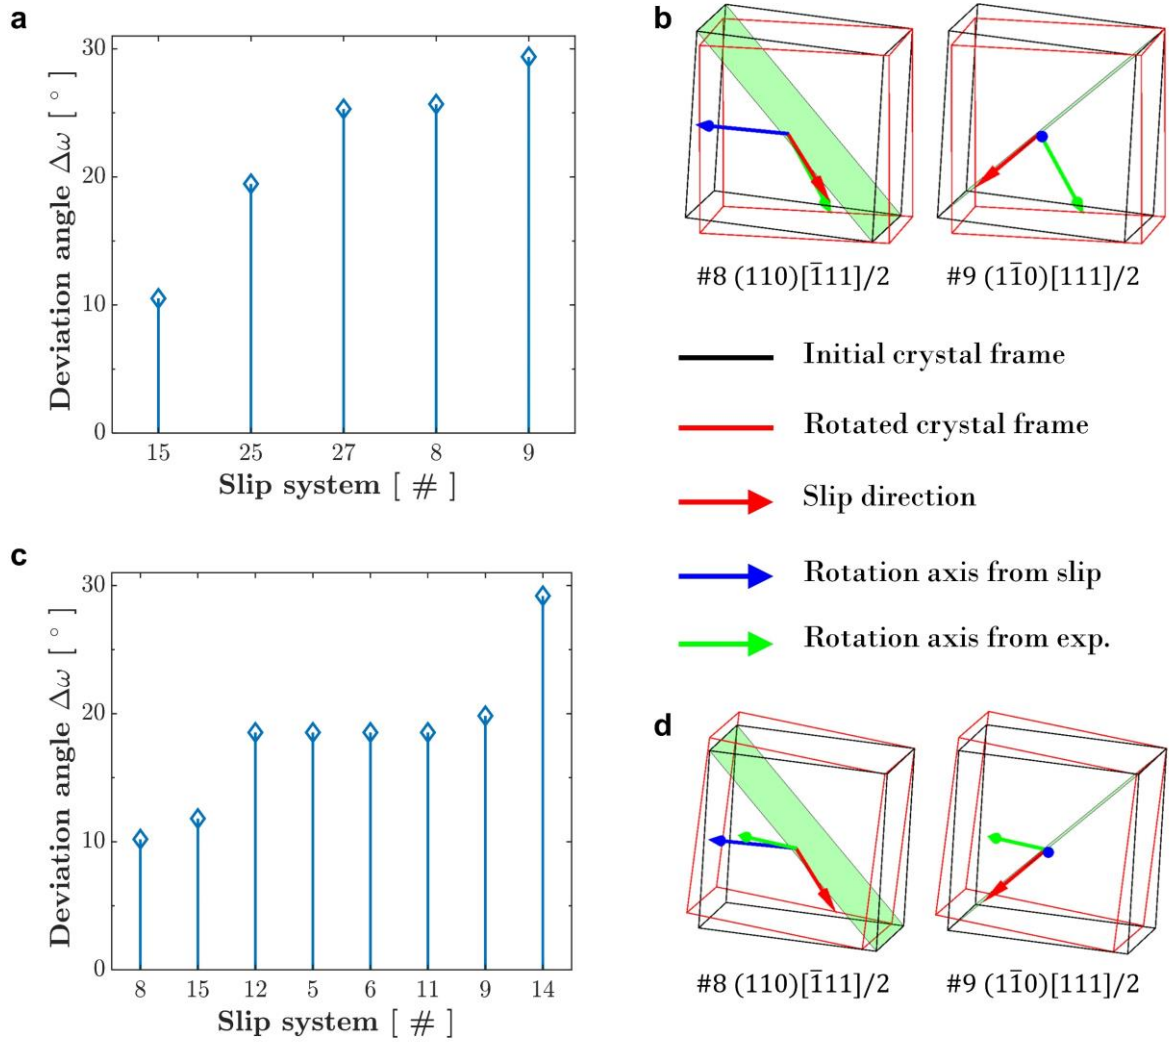 a
30
20
10
0
Deviation angle Δω [ ° ]
15 25 27 8 9
Slip system [ # ]
b
#8 (110)[1̅11]/2
#9 (11̅0)[111]/2
Initial crystal frame
Rotated crystal frame
Slip direction
Rotation axis from slip
Rotation axis from exp.
c
30
20
10
0
Deviation angle Δω [ ° ]
8 15 12 5 6 11 9 14
Slip system [ # ]
d
#8 (110)[1̅11]/2
#9 (11̅0)[111]/2